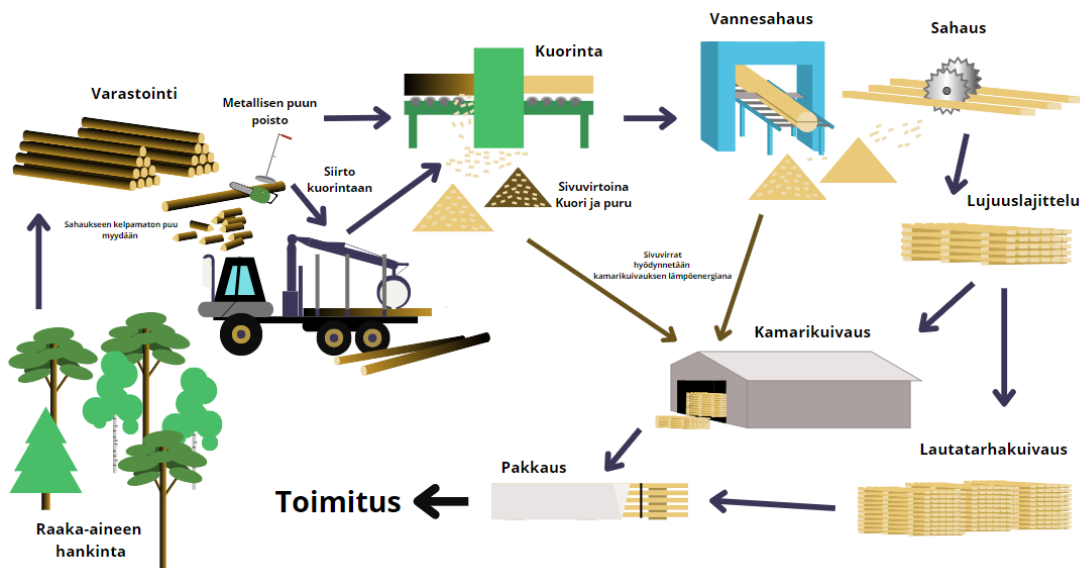 Vannesahaus
Sahaus
Kuorinta
Varastointi
Metallisen puun
poisto
Siirto
kuorintaan
Sivuvirtoina
Kuori ja puru
Lujuuslajittelu
Sahaukseen kelpamaton puu
myydään
Sivuvirrat
hyödynnetään
kamarikuivauksen lämpöenergiana
Kamarikuivaus
Lautatarhakuivaus
Pakkaus
Toimitus
Raaka-aineen
hankinta